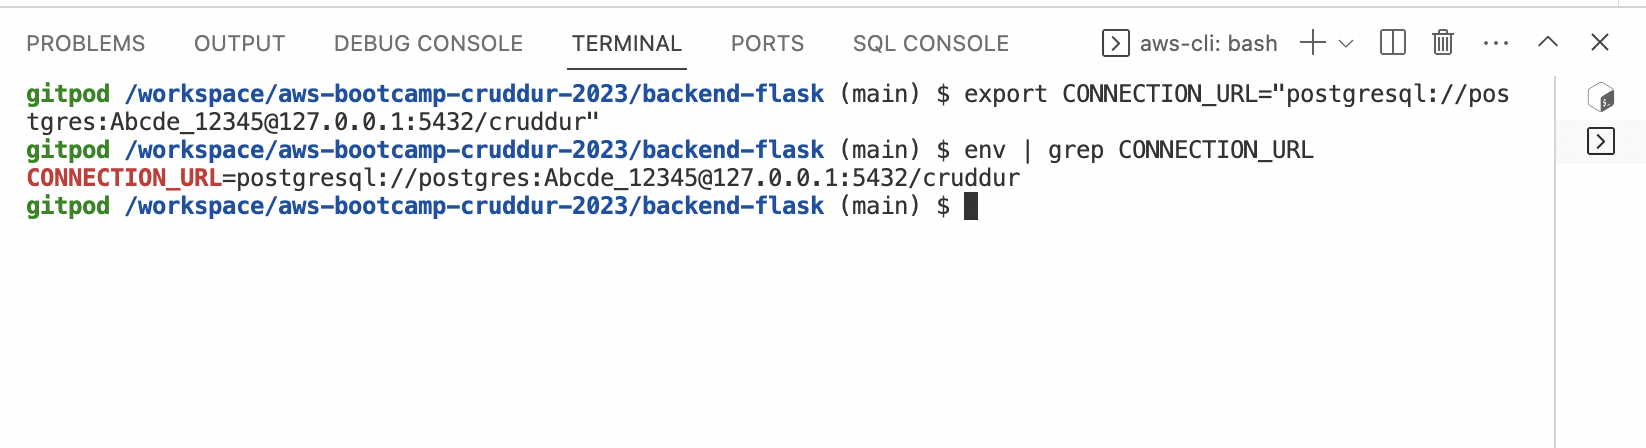 PROBLEMS OUTPUT DEBUG CONSOLE TERMINAL PORTS SQL CONSOLE aws-cli: bash
gitpod /workspace/aws-bootcamp-cruddur-2023/backend-flask (main) $ export CONNECTION_URL="postgresql://pos
tgres:Abcde_12345@127.0.0.1:5432/cruddur"
gitpod /workspace/aws-bootcamp-cruddur-2023/backend-flask (main) $ env | grep CONNECTION_URL
CONNECTION_URL=postgresql://postgres:Abcde_12345@127.0.0.1:5432/cruddur
gitpod /workspace/aws-bootcamp-cruddur-2023/backend-flask (main) $